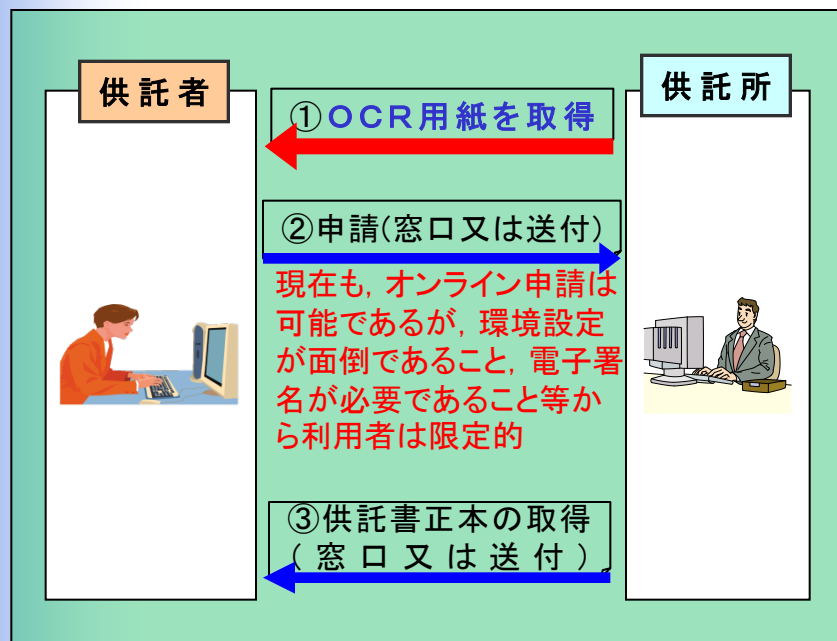 供託者
供託所
①OCR用紙を取得
②申請(窓口又は送付)
現在も,オンライン申請は
可能であるが,環境設定
が面倒であること,電子署
名が必要であること等か
ら利用者は限定的
③供託書正本の取得
(窓口又は送付)